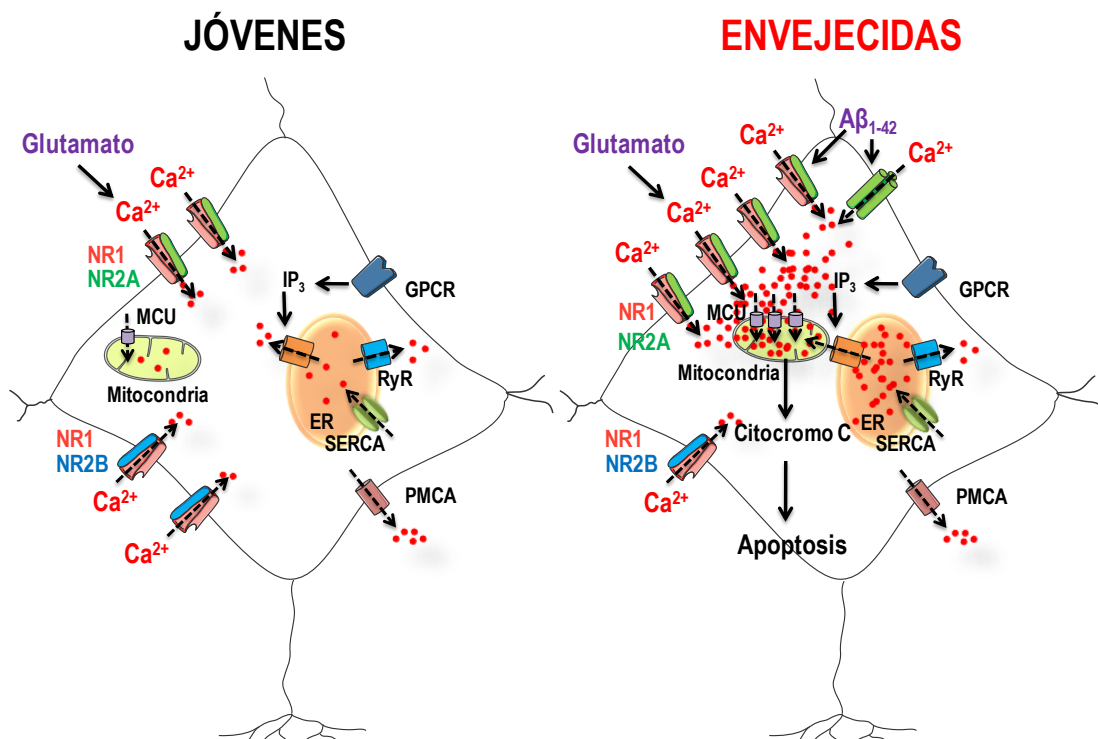 JÓVENES
Glutamato
Ca²⁺
Ca²⁺
NR1
NR2A
MCU
Mitocondria
IP₃
GPCR
RyR
ER
SERCA
NR1
NR2B
Ca²⁺
Ca²⁺
PMCA
ENVEJECIDAS
Aβ₁₋₄₂
Ca²⁺
Ca²⁺
Glutamato
Ca²⁺
Ca²⁺
Ca²⁺
NR1
NR2A
MCU
Mitocondria
IP₃
GPCR
RyR
ER
SERCA
Citocromo C
NR1
NR2B
Ca²⁺
PMCA
Apoptosis